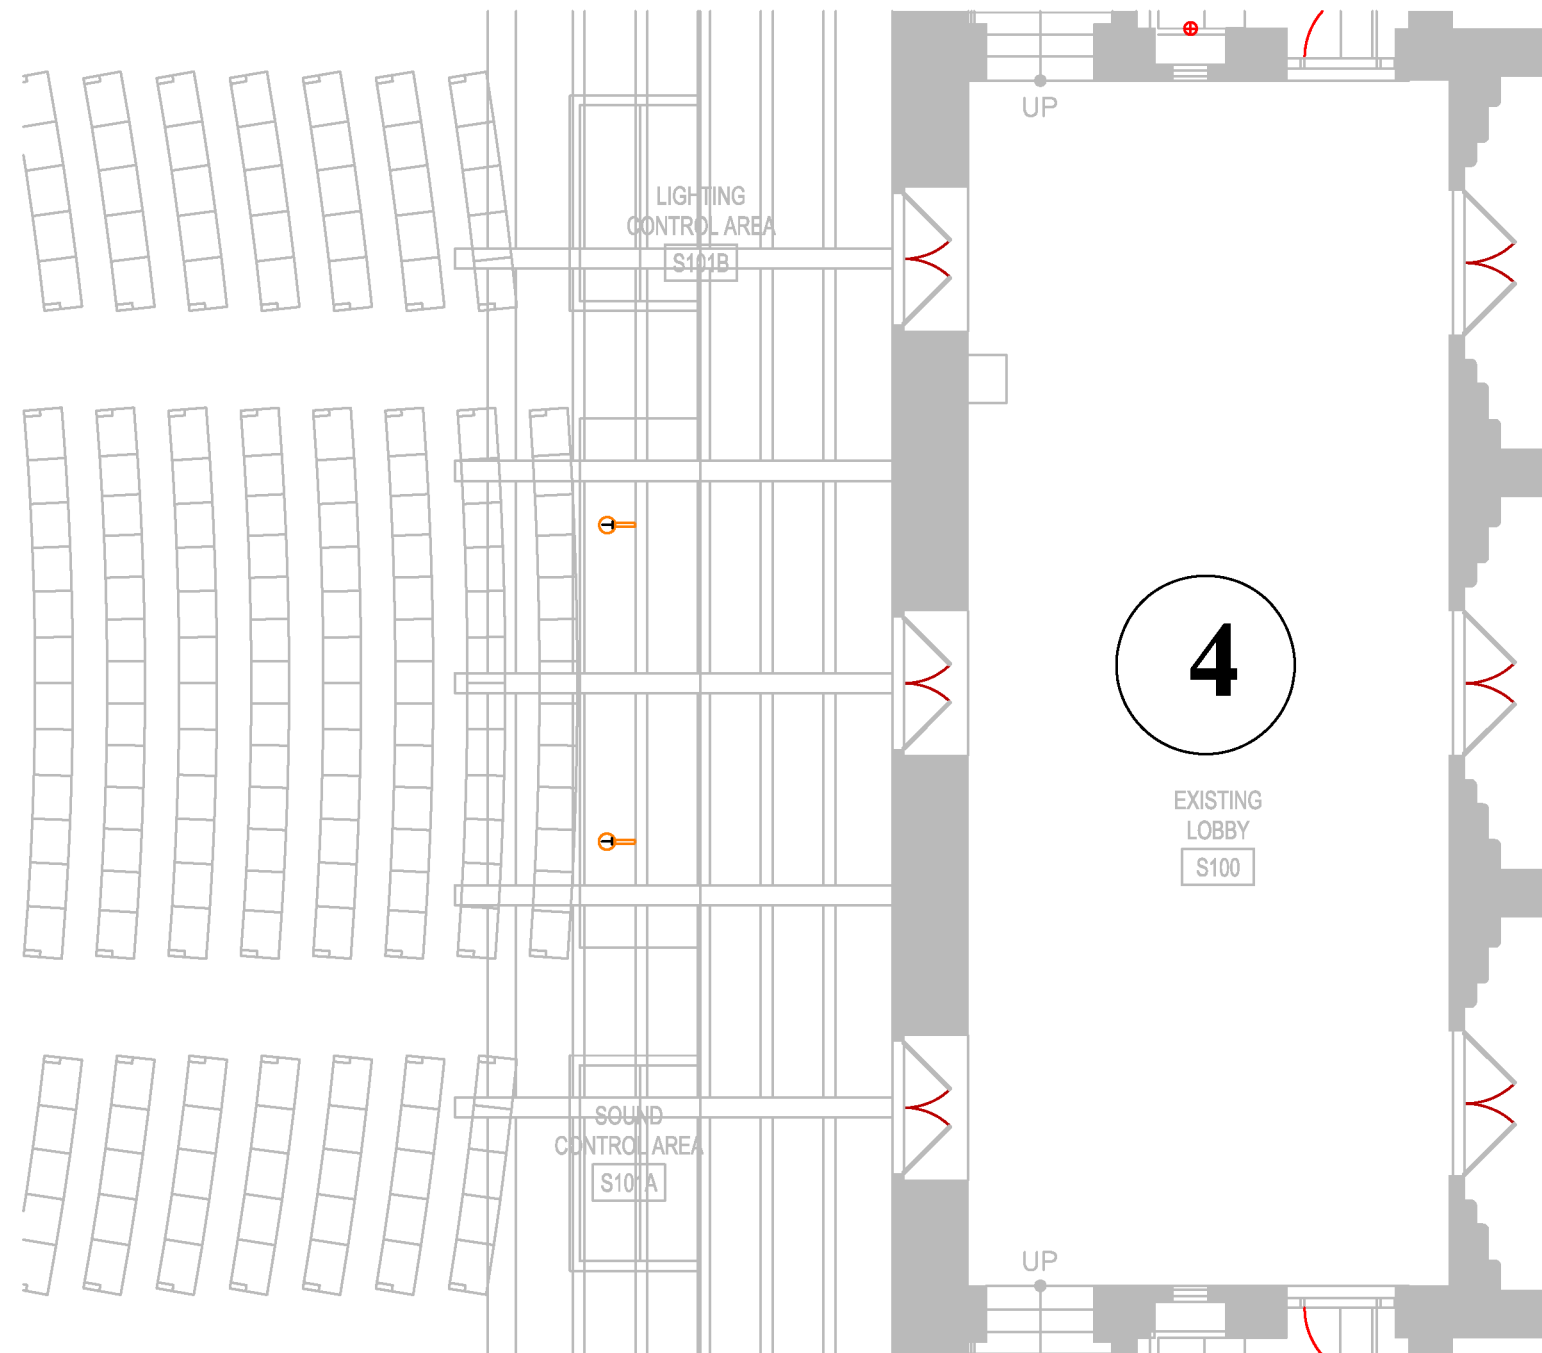 UP
LIGHTING
CONTROL AREA
S101B
T
4
EXISTING
LOBBY
S100
T
SOUND
CONTROL AREA
S101A
UP